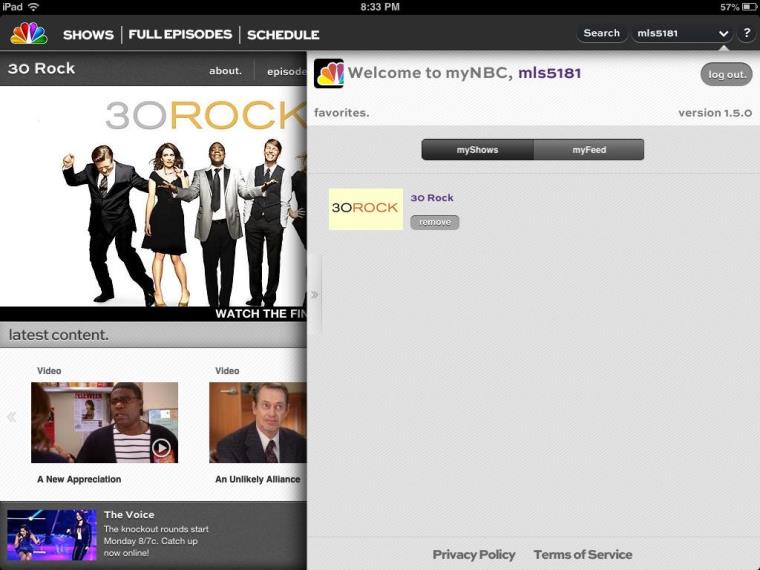 iPad 8:33 PM 57%
SHOWS FULL EPISODES SCHEDULE Search mls5181 ?
30 Rock about. episode
30ROCK
WATCH THE FIN
latest content.
Video Video
A New Appreciation An Unlikely Alliance
The Voice
The knockout rounds start
Monday 8/7c. Catch up
now online!
Welcome to myNBC, mls5181 log out.
favorites. version 1.5.0
myShows myFeed
30ROCK
30 Rock
remove
Privacy Policy Terms of Service